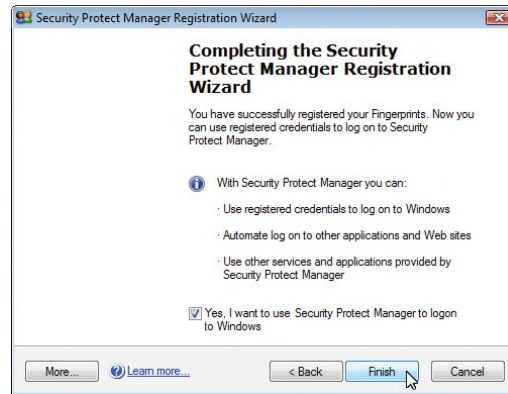 Security Protect Manager Registration Wizard
Completing the Security
Protect Manager Registration
Wizard
You have successfully registered your Fingerprints. Now you
can use registered credentials to log on to Security
Protect Manager.
With Security Protect Manager you can:
· Use registered credentials to log on to Windows
· Automate log on to other applications and Web sites
· Use other services and applications provided by
Security Protect Manager
Yes, I want to use Security Protect Manager to logon
to Windows
More... Learn more... < Back Finish Cancel